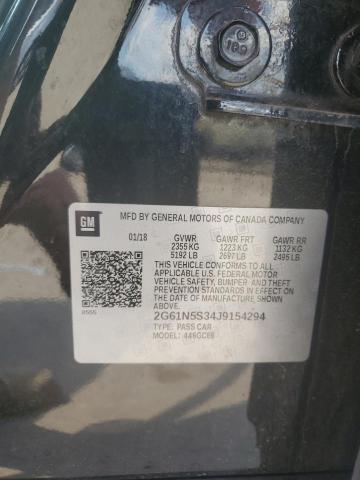 100
GM
MFD BY GENERAL MOTORS OF CANADA COMPANY
01/18 GVWR GAWR FRT GAWR RR
2355 KG 1223 KG 1132 KG
5192 LB 2697 LB 2495 LB
THIS VEHICLE CONFORMS TO ALL
APPLICABLE U.S. FEDERAL MOTOR
VEHICLE SAFETY, BUMPER, AND THEFT
PREVENTION STANDARDS IN EFFECT
ON THE DATE OF MANUFACTURE SHOWN
ABOVE.
2G61N5S34J9154294
TYPE: PASS CAR
MODEL: